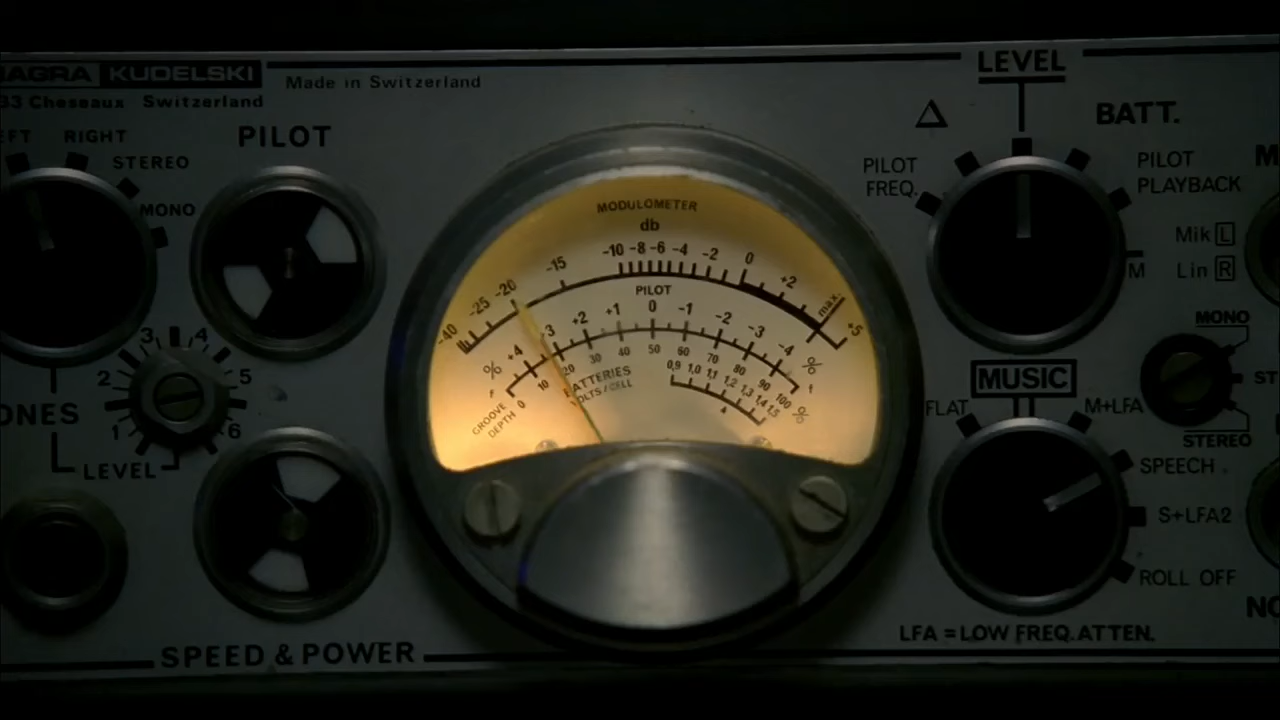 NAGRA KUDELSKI
Made in Switzerland
33 Cheseaux Switzerland
LEFT RIGHT
STEREO
MONO
PILOT
3 4
2 5
1 6
LEVEL
SPEED & POWER
MODULOMETER
db
-40 -25 -20 -15 -10 -8 -6 -4 -2 0 +2 max. +5
PILOT
% +4 -3 +2 +1 0 -1 -2 -3 -4 %
0 10 20 30 40 50 60 70 80 90 100 %
GROOVE
DEPTH
BATTERIES
VOLTS / CELL
0,9 1,0 1,1 1,2 1,3 1,4 1,5
LEVEL
BATT.
PILOT
FREQ.
PILOT
PLAYBACK
M
Mik L
Lin R
MONO
STEREO
MUSIC
FLAT
M+LFA
SPEECH
S+LFA2
ROLL OFF
LFA = LOW FREQ. ATTEN.